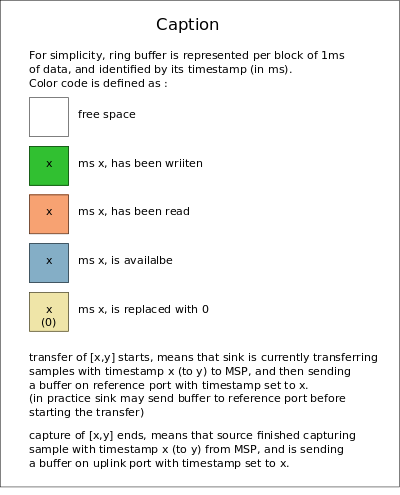 Caption
For simplicity, ring buffer is represented per block of 1ms
of data, and identified by its timestamp (in ms).
Color code is defined as :
free space
x ms x, has been wriiten
x ms x, has been read
x ms x, is availalbe
x ms x, is replaced with 0
(0)
transfer of [x,y] starts, means that sink is currently transferring
samples with timestamp x (to y) to MSP, and then sending
a buffer on reference port with timestamp set to x.
(in practice sink may send buffer to reference port before
starting the transfer)
capture of [x,y] ends, means that source finished capturing
sample with timestamp x (to y) from MSP, and is sending
a buffer on uplink port with timestamp set to x.